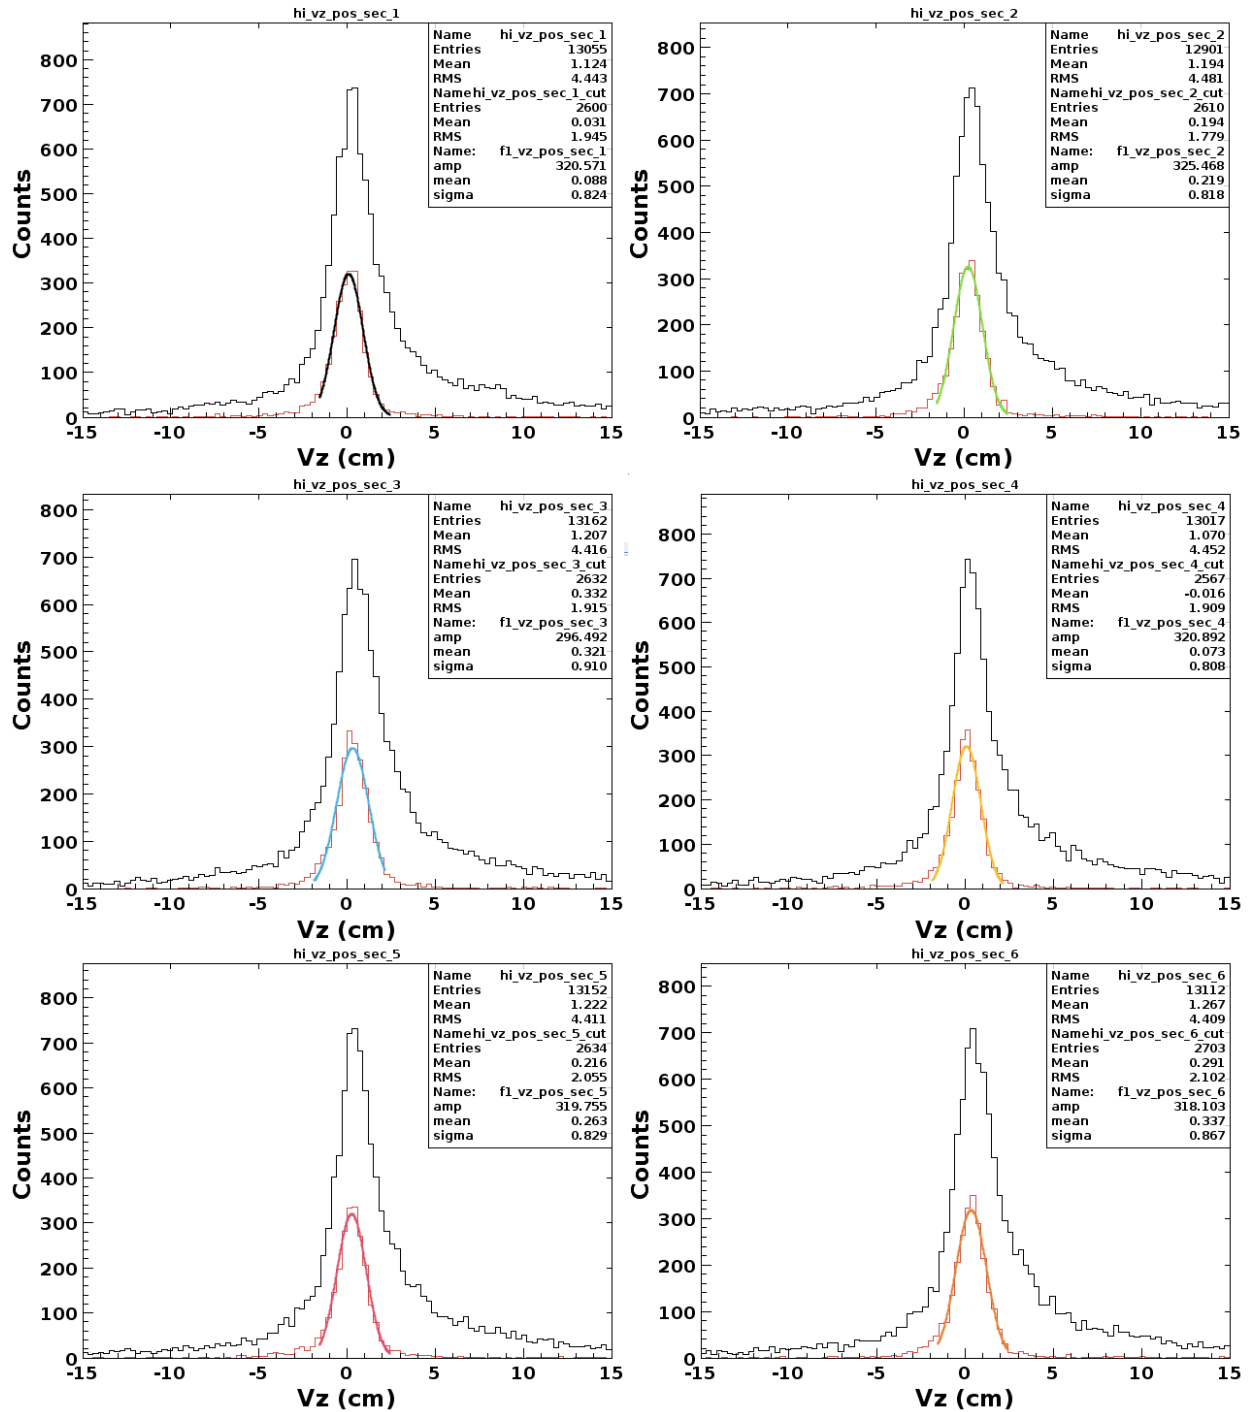 hi_vz_pos_sec_1
Name hi_vz_pos_sec_1
Entries 13055
Mean 1.124
RMS 4.443
Namehi_vz_pos_sec_1_cut
Entries 2600
Mean 0.031
RMS 1.945
Name: f1_vz_pos_sec_1
amp 320.571
mean 0.088
sigma 0.824
Counts
800
700
600
500
400
300
200
100
0
-15 -10 -5 0 5 10 15
Vz (cm)
hi_vz_pos_sec_2
Name hi_vz_pos_sec_2
Entries 12901
Mean 1.194
RMS 4.481
Namehi_vz_pos_sec_2_cut
Entries 2610
Mean 0.194
RMS 1.779
Name: f1_vz_pos_sec_2
amp 325.468
mean 0.219
sigma 0.818
Counts
800
700
600
500
400
300
200
100
0
-15 -10 -5 0 5 10 15
Vz (cm)
hi_vz_pos_sec_3
Name hi_vz_pos_sec_3
Entries 13162
Mean 1.207
RMS 4.416
Namehi_vz_pos_sec_3_cut
Entries 2632
Mean 0.332
RMS 1.915
Name: f1_vz_pos_sec_3
amp 296.492
mean 0.321
sigma 0.910
Counts
800
700
600
500
400
300
200
100
0
-15 -10 -5 0 5 10 15
Vz (cm)
hi_vz_pos_sec_4
Name hi_vz_pos_sec_4
Entries 13017
Mean 1.070
RMS 4.452
Namehi_vz_pos_sec_4_cut
Entries 2567
Mean -0.016
RMS 1.909
Name: f1_vz_pos_sec_4
amp 320.892
mean 0.073
sigma 0.808
Counts
800
700
600
500
400
300
200
100
0
-15 -10 -5 0 5 10 15
Vz (cm)
hi_vz_pos_sec_5
Name hi_vz_pos_sec_5
Entries 13152
Mean 1.222
RMS 4.411
Namehi_vz_pos_sec_5_cut
Entries 2634
Mean 0.216
RMS 2.055
Name: f1_vz_pos_sec_5
amp 319.755
mean 0.263
sigma 0.829
Counts
800
700
600
500
400
300
200
100
0
-15 -10 -5 0 5 10 15
Vz (cm)
hi_vz_pos_sec_6
Name hi_vz_pos_sec_6
Entries 13112
Mean 1.267
RMS 4.409
Namehi_vz_pos_sec_6_cut
Entries 2703
Mean 0.291
RMS 2.102
Name: f1_vz_pos_sec_6
amp 318.103
mean 0.337
sigma 0.867
Counts
800
700
600
500
400
300
200
100
0
-15 -10 -5 0 5 10 15
Vz (cm)